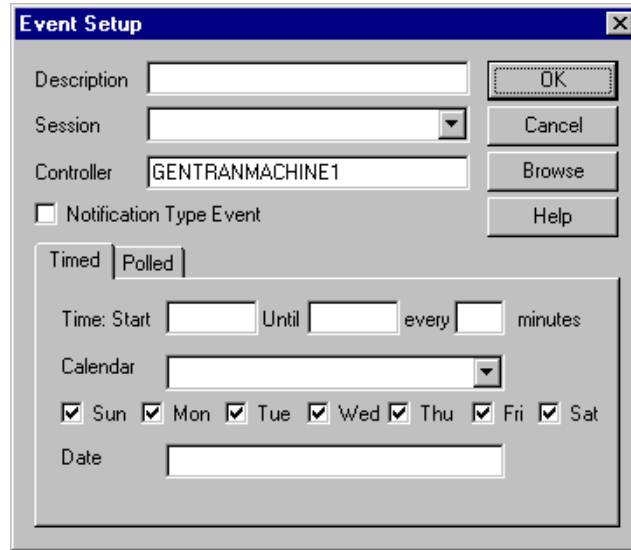 Event Setup
Description
OK
Session
Cancel
Controller GENTRANMACHINE1
Browse
Notification Type Event
Help
Timed Polled
Time: Start Until every minutes
Calendar
Sun Mon Tue Wed Thu Fri Sat
Date